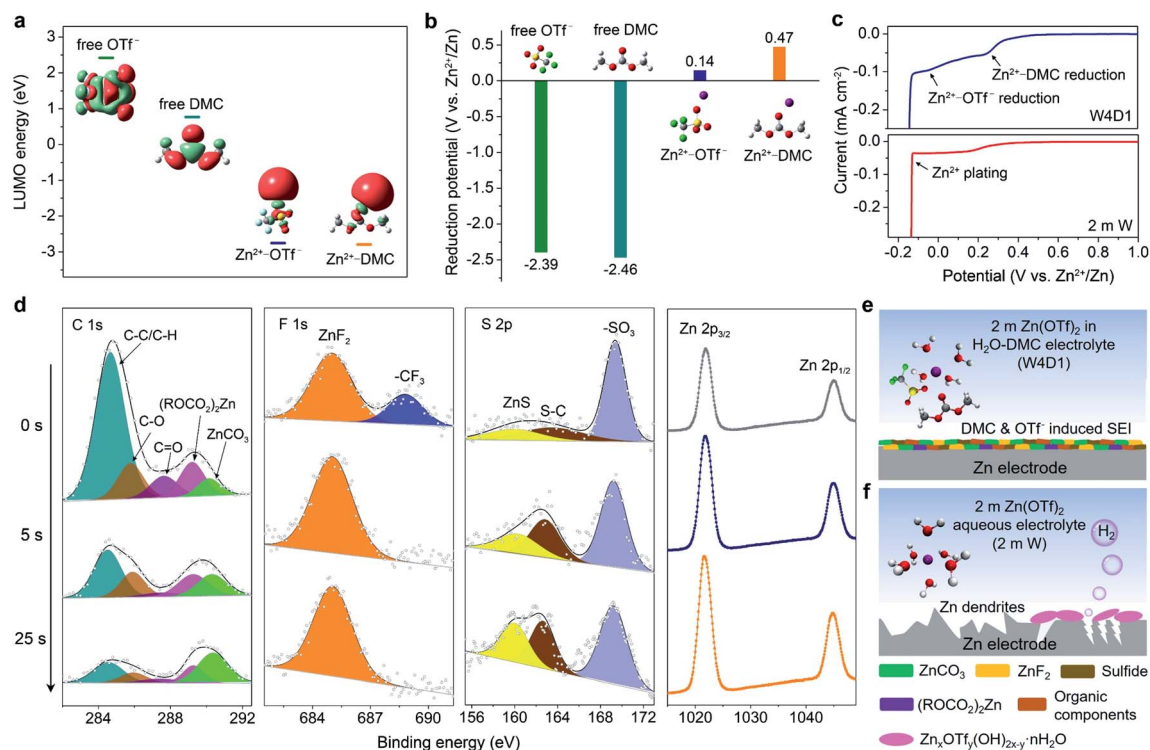 a
LUMO energy (eV)
3
2
1
0
-1
-2
-3
free OTf⁻
free DMC
Zn²⁺–OTf⁻
Zn²⁺–DMC
b
Reduction potential (V vs. Zn²⁺/Zn)
0.5
0.0
-0.5
-1.0
-1.5
-2.0
-2.5
free OTf⁻
free DMC
0.14
0.47
Zn²⁺–OTf⁻
Zn²⁺–DMC
-2.39
-2.46
c
Current (mA cm⁻²)
0.0
-0.1
Zn²⁺–DMC reduction
Zn²⁺–OTf⁻ reduction
W4D1
0.0
-0.1
-0.2
Zn²⁺ plating
2 m W
-0.2
0.0
0.2
0.4
0.6
0.8
1.0
Potential (V vs. Zn²⁺/Zn)
d
0 s
5 s
25 s
C 1s
C-C/C-H
C-O
(ROCO₂)₂Zn
C=O
ZnCO₃
284
288
292
F 1s
ZnF₂
-CF₃
684
687
690
S 2p
-SO₃
ZnS
S-C
156
160
164
168
172
Zn 2p₃/₂
Zn 2p₁/₂
1020
1030
1040
Binding energy (eV)
e
2 m Zn(OTf)₂ in
H₂O-DMC electrolyte
(W4D1)
DMC & OTf⁻ induced SEI
Zn electrode
f
2 m Zn(OTf)₂
aqueous electrolyte
(2 m W)
H₂
Zn dendrites
Zn electrode
ZnCO₃
ZnF₂
Sulfide
(ROCO₂)₂Zn
Organic
components
ZnₓOTfᵧ(OH)₂ₓ₋ᵧ·nH₂O